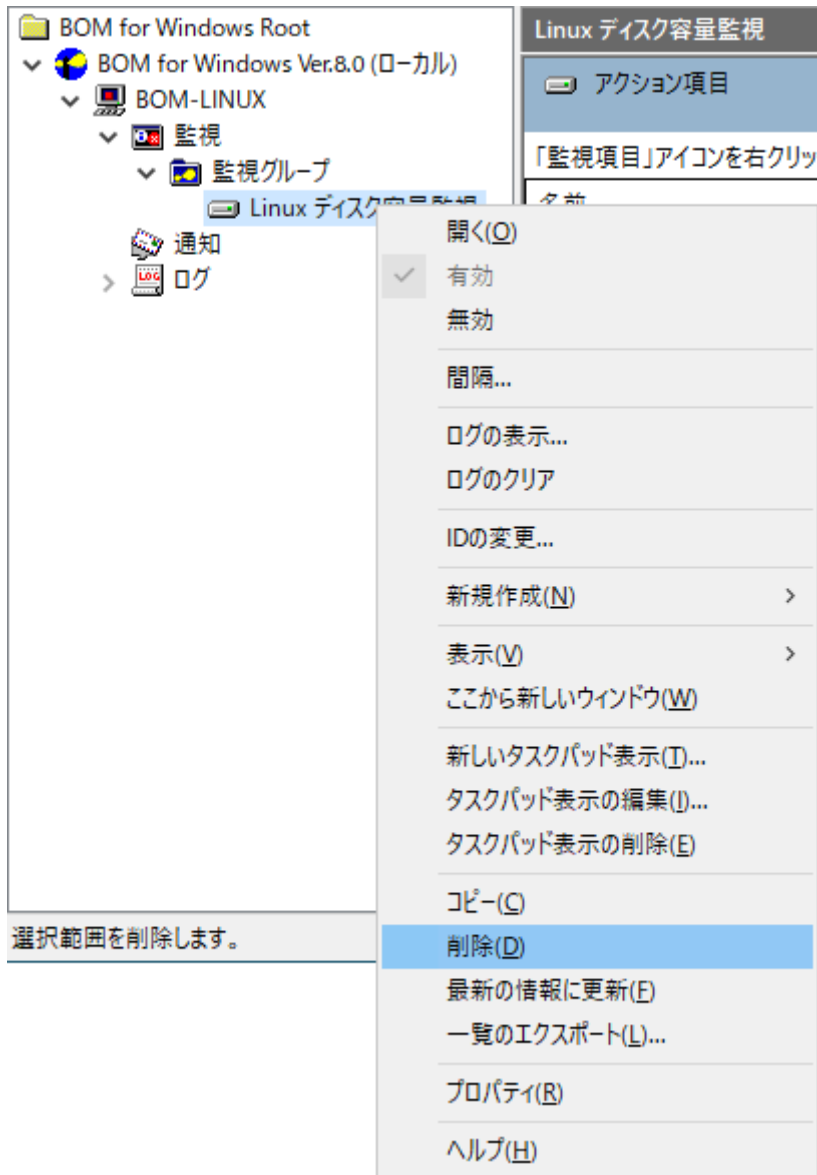 BOM for Windows Root
BOM for Windows Ver.8.0 (ローカル)
BOM-LINUX
監視
監視グループ
Linux ディスク容量監視
通知
ログ
Linux ディスク容量監視
アクション項目
「監視項目」アイコンを右クリッ
名前
開く(O)
有効
無効
間隔...
ログの表示...
ログのクリア
IDの変更...
新規作成(N)
表示(V)
ここから新しいウィンドウ(W)
新しいタスクパッド表示(T)...
タスクパッド表示の編集(I)...
タスクパッド表示の削除(E)
コピー(C)
削除(D)
最新の情報に更新(F)
一覧のエクスポート(L)...
プロパティ(R)
ヘルプ(H)
選択範囲を削除します。